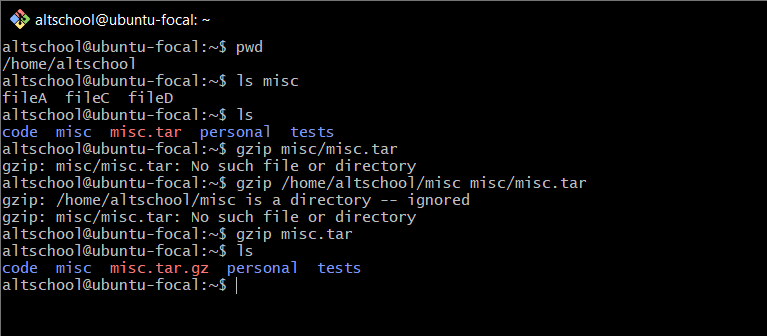 altschool@ubuntu-focal: ~
altschool@ubuntu-focal:~$ pwd
/home/altschool
altschool@ubuntu-focal:~$ ls misc
fileA  fileC  fileD
altschool@ubuntu-focal:~$ ls
code  misc  misc.tar  personal  tests
altschool@ubuntu-focal:~$ gzip misc/misc.tar
gzip: misc/misc.tar: No such file or directory
altschool@ubuntu-focal:~$ gzip /home/altschool/misc misc/misc.tar
gzip: /home/altschool/misc is a directory -- ignored
gzip: misc/misc.tar: No such file or directory
altschool@ubuntu-focal:~$ gzip misc.tar
altschool@ubuntu-focal:~$ ls
code  misc  misc.tar.gz  personal  tests
altschool@ubuntu-focal:~$